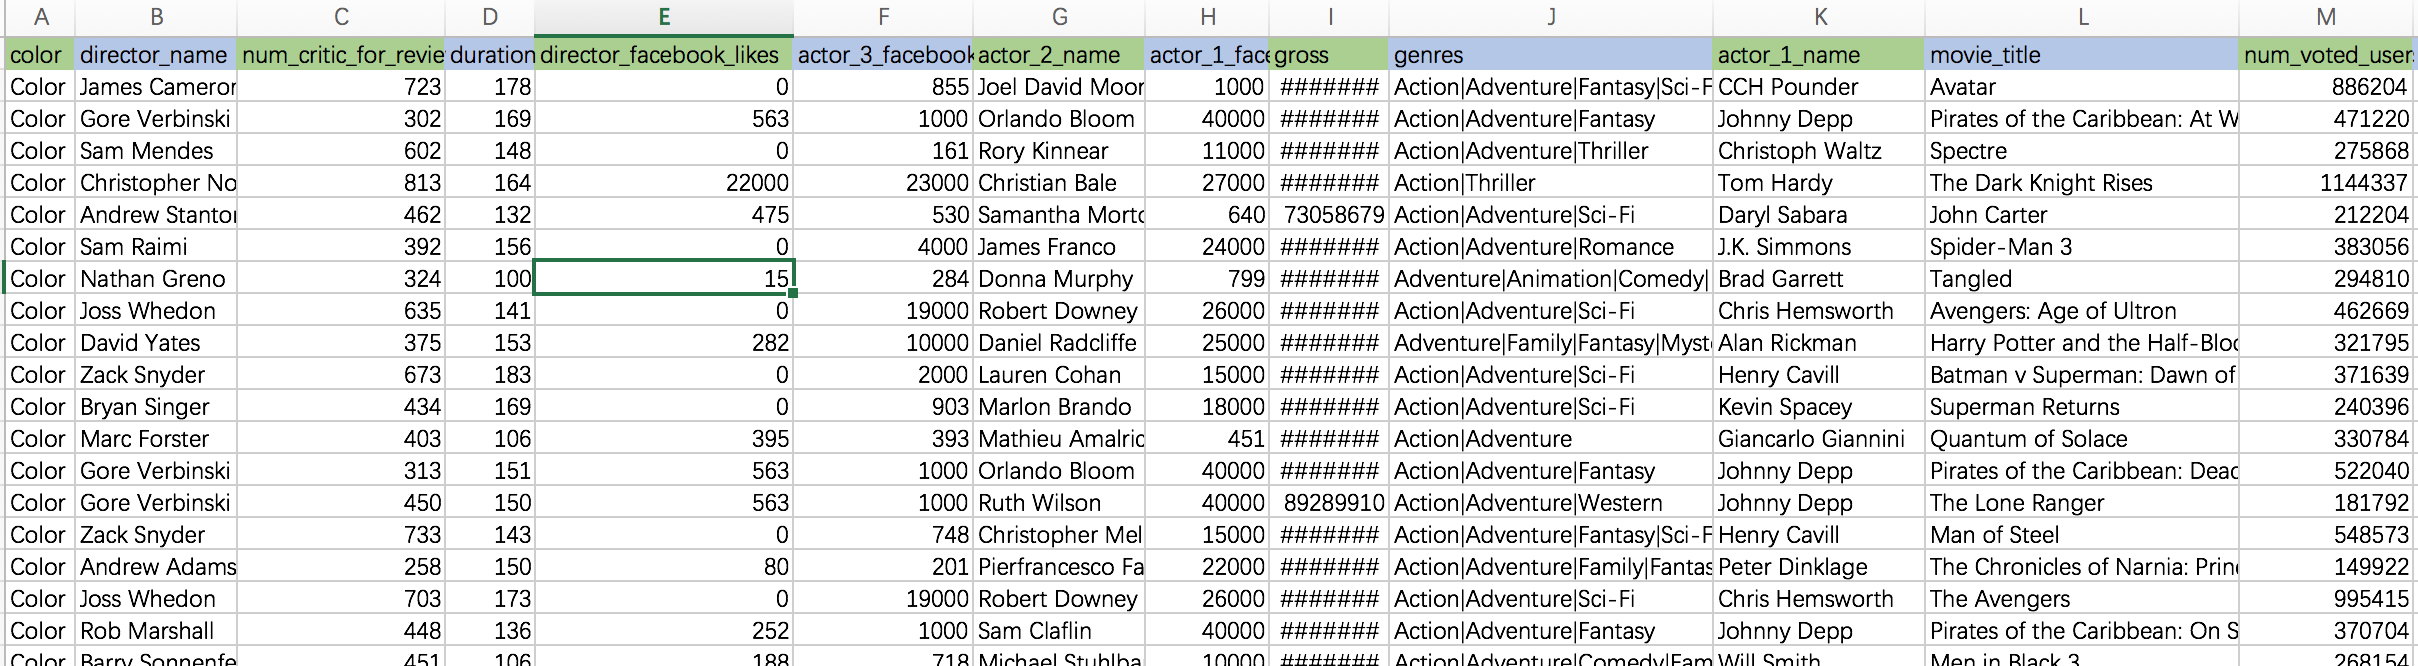 A B C D E F G H I J K L M
color director_name num_critic_for_revie duration director_facebook_likes actor_3_facebook actor_2_name actor_1_face gross genres actor_1_name movie_title num_voted_user
Color James Cameron 723 178 0 855 Joel David Moor 1000 ####### Action|Adventure|Fantasy|Sci-F CCH Pounder Avatar 886204
Color Gore Verbinski 302 169 563 1000 Orlando Bloom 40000 ####### Action|Adventure|Fantasy Johnny Depp Pirates of the Caribbean: At W 471220
Color Sam Mendes 602 148 0 161 Rory Kinnear 11000 ####### Action|Adventure|Thriller Christoph Waltz Spectre 275868
Color Christopher No 813 164 22000 23000 Christian Bale 27000 ####### Action|Thriller Tom Hardy The Dark Knight Rises 1144337
Color Andrew Stanton 462 132 475 530 Samantha Morto 640 73058679 Action|Adventure|Sci-Fi Daryl Sabara John Carter 212204
Color Sam Raimi 392 156 0 4000 James Franco 24000 ####### Action|Adventure|Romance J.K. Simmons Spider-Man 3 383056
Color Nathan Greno 324 100 15 284 Donna Murphy 799 ####### Adventure|Animation|Comedy| Brad Garrett Tangled 294810
Color Joss Whedon 635 141 0 19000 Robert Downey 26000 ####### Action|Adventure|Sci-Fi Chris Hemsworth Avengers: Age of Ultron 462669
Color David Yates 375 153 282 10000 Daniel Radcliffe 25000 ####### Adventure|Family|Fantasy|Myst Alan Rickman Harry Potter and the Half-Bloo 321795
Color Zack Snyder 673 183 0 2000 Lauren Cohan 15000 ####### Action|Adventure|Sci-Fi Henry Cavill Batman v Superman: Dawn of 371639
Color Bryan Singer 434 169 0 903 Marlon Brando 18000 ####### Action|Adventure|Sci-Fi Kevin Spacey Superman Returns 240396
Color Marc Forster 403 106 395 393 Mathieu Amalric 451 ####### Action|Adventure Giancarlo Giannini Quantum of Solace 330784
Color Gore Verbinski 313 151 563 1000 Orlando Bloom 40000 ####### Action|Adventure|Fantasy Johnny Depp Pirates of the Caribbean: Dead 522040
Color Gore Verbinski 450 150 563 1000 Ruth Wilson 40000 89289910 Action|Adventure|Western Johnny Depp The Lone Ranger 181792
Color Zack Snyder 733 143 0 748 Christopher Mel 15000 ####### Action|Adventure|Fantasy|Sci-F Henry Cavill Man of Steel 548573
Color Andrew Adams 258 150 80 201 Pierfrancesco Fa 22000 ####### Action|Adventure|Family|Fantas Peter Dinklage The Chronicles of Narnia: Prin 149922
Color Joss Whedon 703 173 0 19000 Robert Downey 26000 ####### Action|Adventure|Sci-Fi Chris Hemsworth The Avengers 995415
Color Rob Marshall 448 136 252 1000 Sam Claflin 40000 ####### Action|Adventure|Fantasy Johnny Depp Pirates of the Caribbean: On S 370704
Color Barry Sonnenfe 451 106 188 718 Michael Stuhlba 10000 ####### Action|Adventure|Comedy|Fam Will Smith Men in Black 3 268154